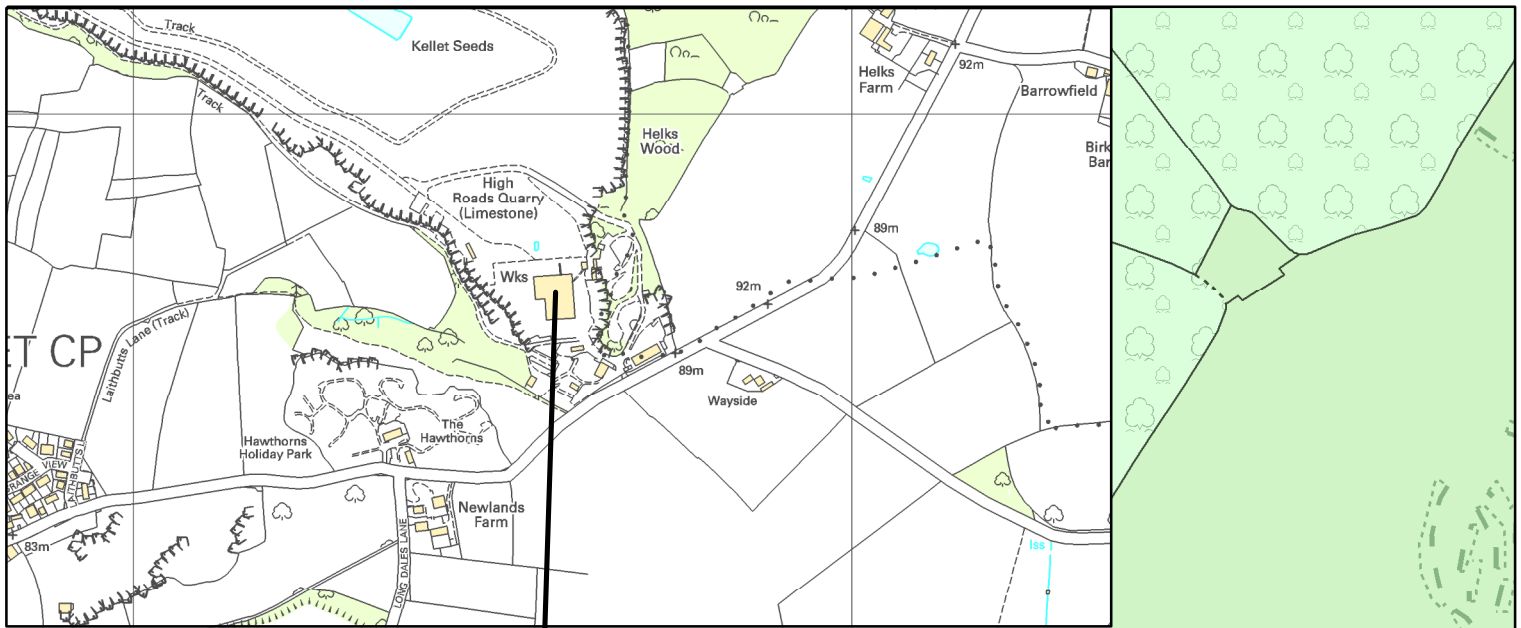 Track
Kellet Seeds
Track
Helks
Farm
92m
Barrowfield
Helks
Wood
Birk
Bar
High
Roads Quarry
(Limestone)
89m
Wks
92m
Laithbutts Lane (Track)
ET CP
89m
Wayside
ea
The
Hawthorns
Hawthorns
Holiday Park
GRANGE VIEW
LAITHBUTTS
Newlands
Farm
LONG DALES LANE
83m
Iss